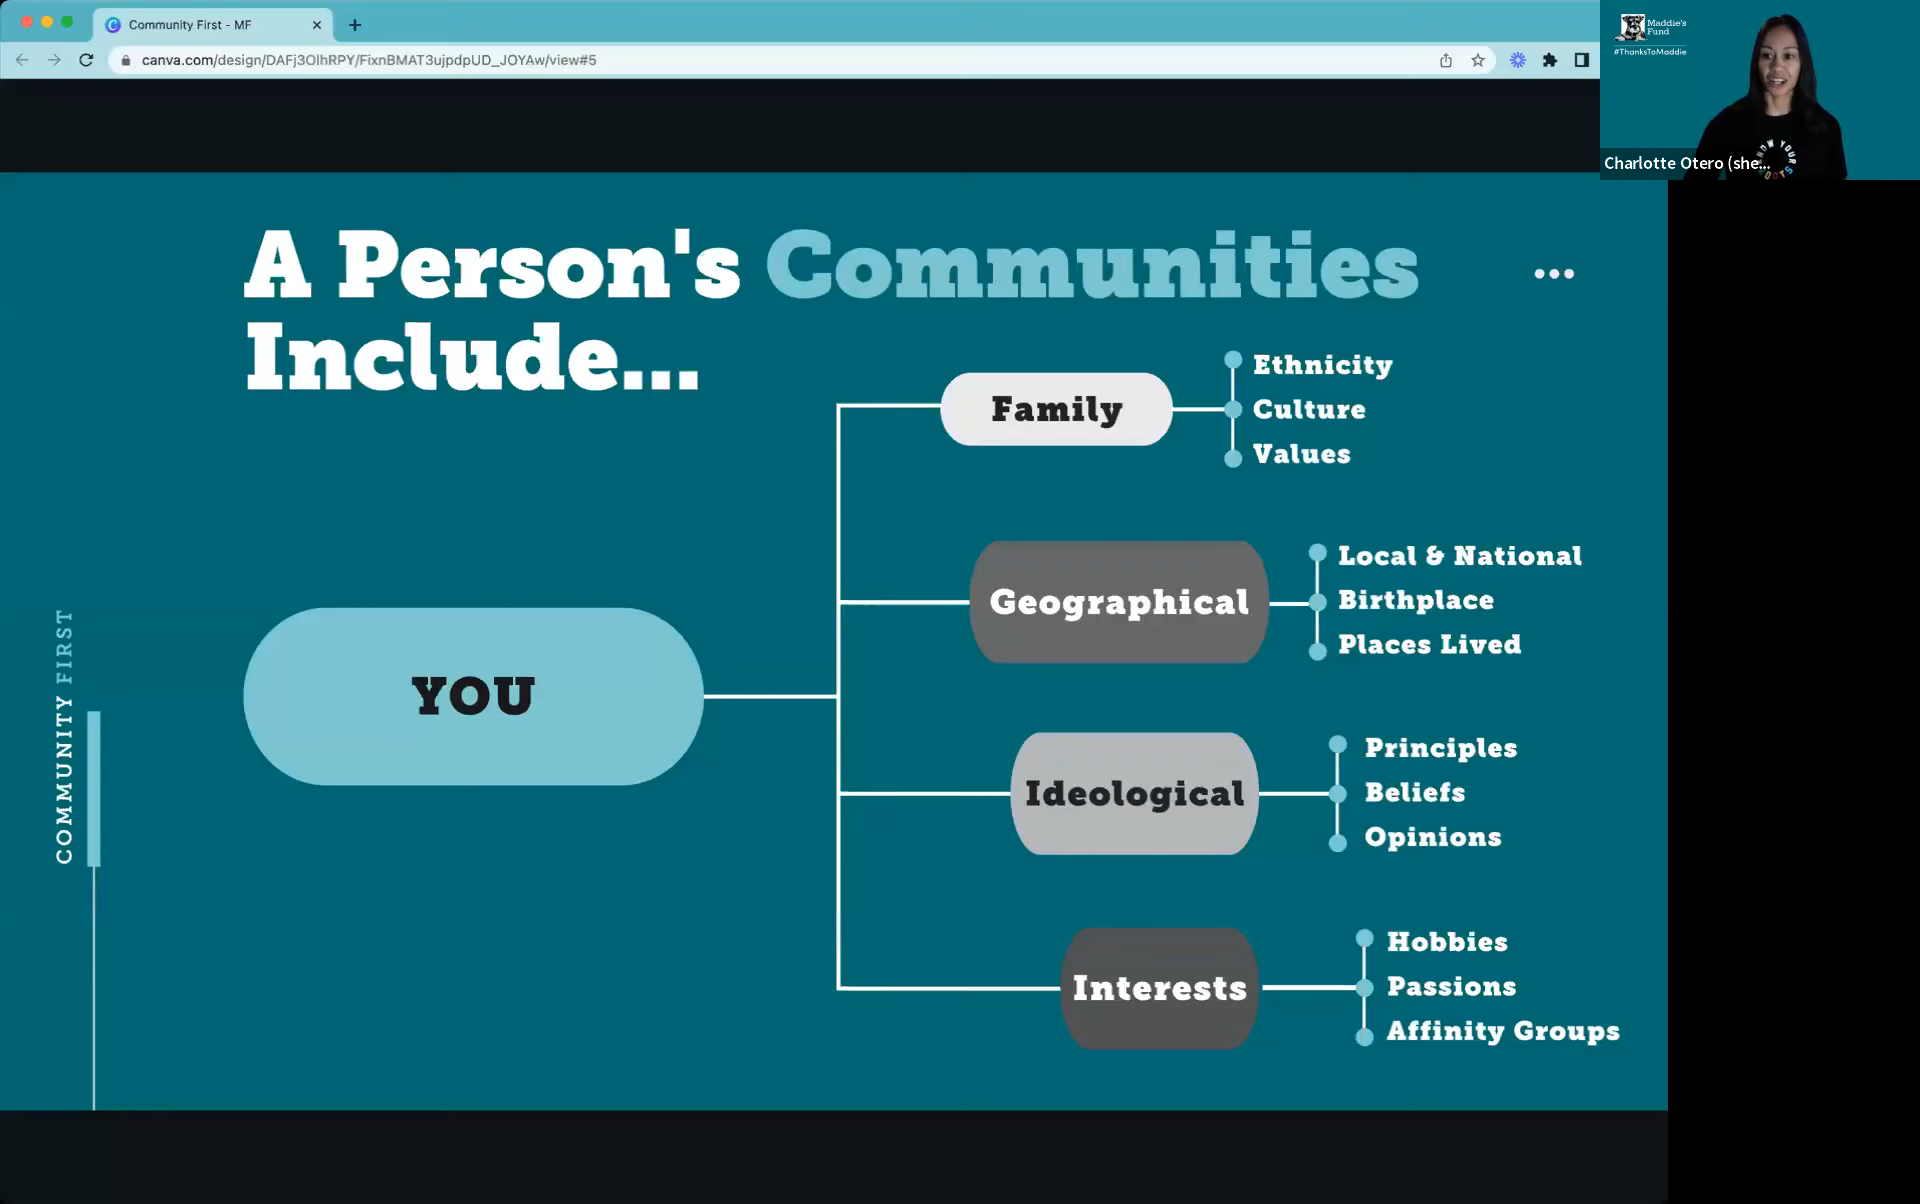 Community First - MF
canva.com/design/DAFj3OlhRPY/FixnBMAT3ujpdpUD_JOYAw/view#5
Maddie's
Fund
#ThanksToMaddie
YOUR
Charlotte Otero (she...
A Person's Communities
Include...
YOU
Family
Ethnicity
Culture
Values
Geographical
Local & National
Birthplace
Places Lived
Ideological
Principles
Beliefs
Opinions
Interests
Hobbies
Passions
Affinity Groups
COMMUNITY FIRST